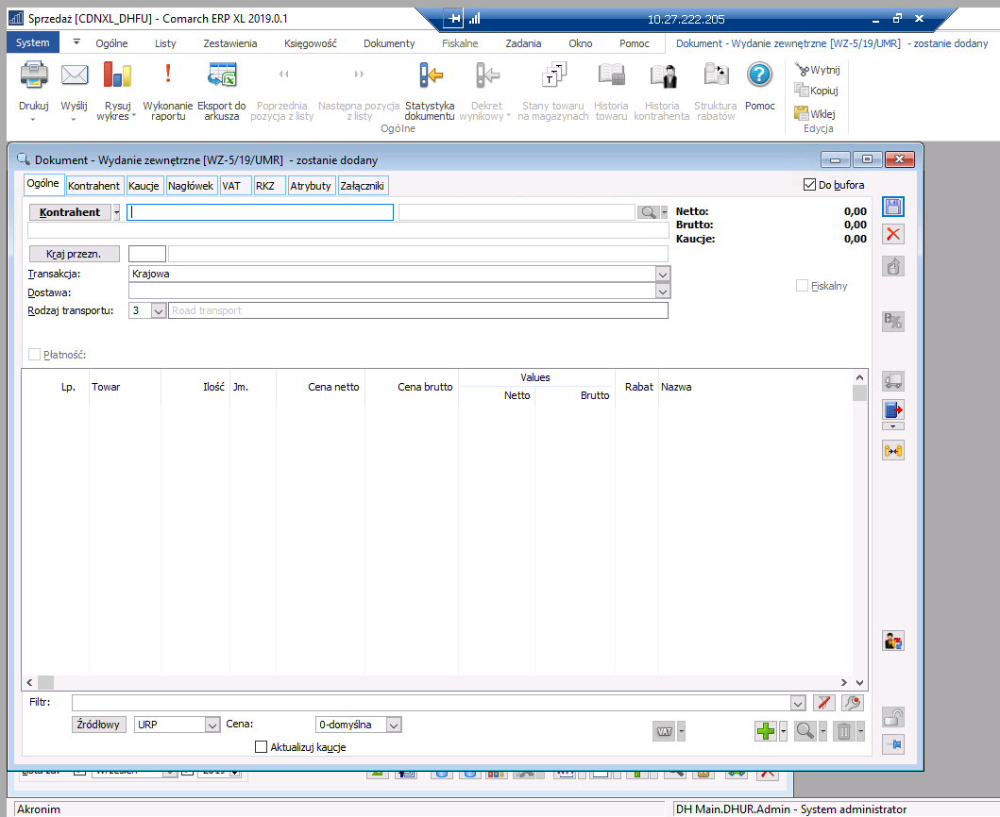 Sprzedaż [CDNXL_DHFU] - Comarch ERP XL 2019.0.1
10.27.222.205
System Ogólne Listy Zestawienia Księgowość Dokumenty Fiskalne Zadania Okno Pomoc Dokument - Wydanie zewnętrzne [WZ-5/19/UMR] - zostanie dodany
Drukuj Wyślij Rysuj wykres Wykonanie raportu Eksport do arkusza Poprzednia pozycja z listy Następna pozycja z listy Statystyka dokumentu Dekret wynikowy Stany towaru na magazynach Historia towaru Historia kontrahenta Struktura rabatów Pomoc
Wytnij
Kopiuj
Wklej
Ogólne Edycja
Dokument - Wydanie zewnętrzne [WZ-5/19/UMR] - zostanie dodany
Ogólne Kontrahent Kaucje Nagłówek VAT RKZ Atrybuty Załączniki Do bufora
Kontrahent Netto: 0,00
Brutto: 0,00
Kaucje: 0,00
Kraj przezn.
Transakcja: Krajowa
Dostawa: Fiskalny
Rodzaj transportu: 3 Road transport
Płatność:
Lp. Towar Ilość Jm. Cena netto Cena brutto Values Rabat Nazwa
Netto Brutto
Filtr:
Źródłowy URP Cena: 0-domyślna VAT
Aktualizuj kaucje
Akronim DH Main.DHUR.Admin - System administrator